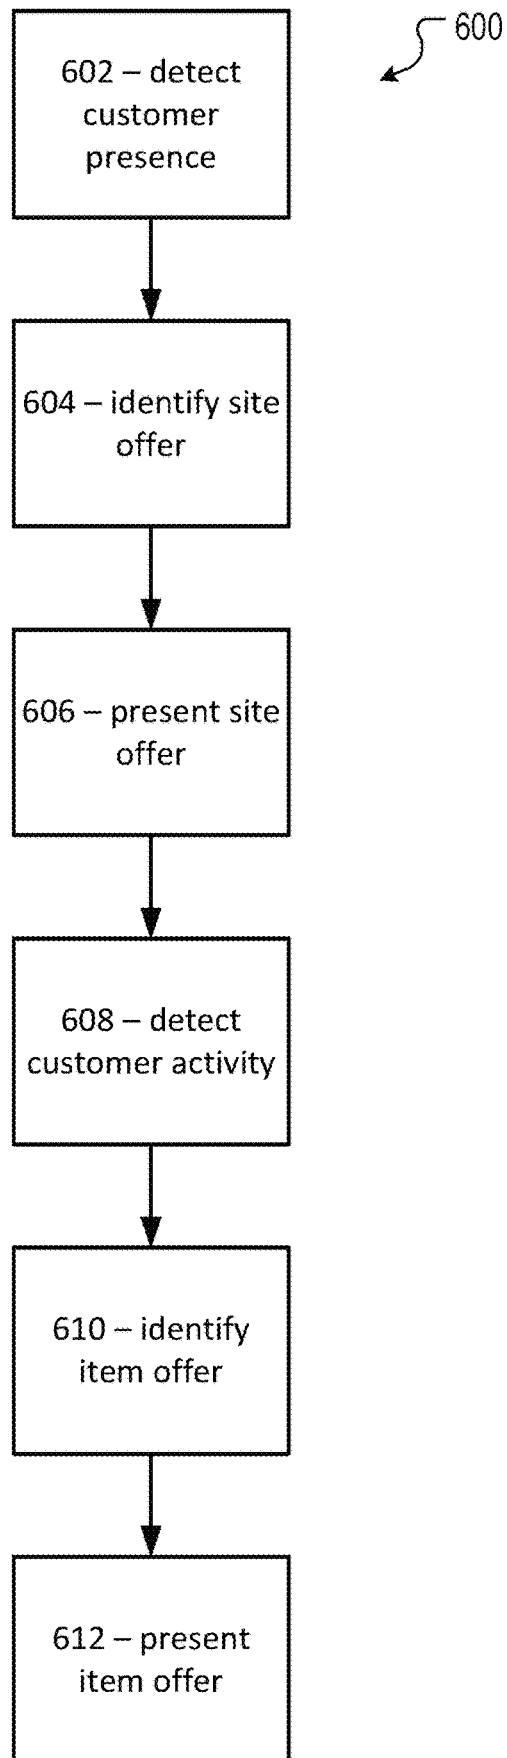 600
602 – detect
customer
presence
604 – identify site
offer
606 – present site
offer
608 – detect
customer activity
610 – identify
item offer
612 – present
item offer